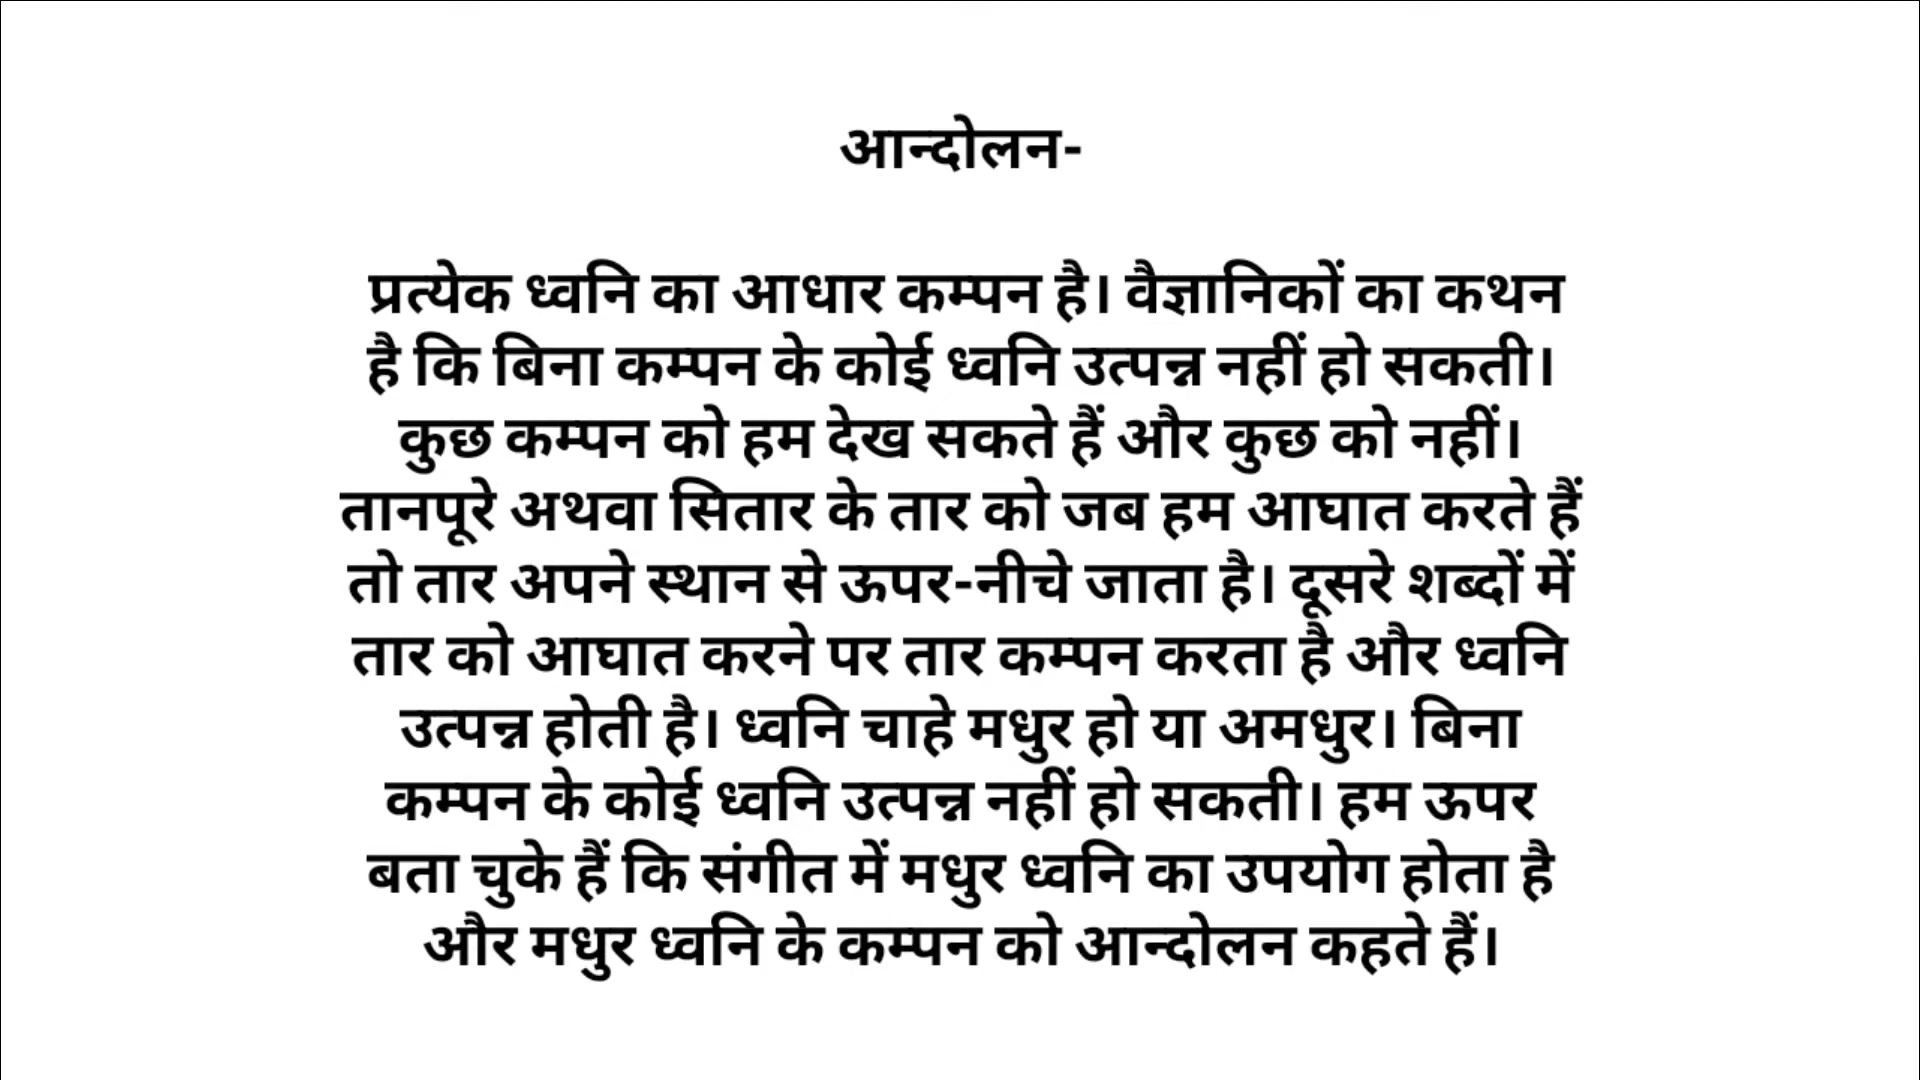 आन्दोलन-
प्रत्येक ध्वनि का आधार कम्पन है। वैज्ञानिकों का कथन
है कि बिना कम्पन के कोई ध्वनि उत्पन्न नहीं हो सकती।
कुछ कम्पन को हम देख सकते हैं और कुछ को नहीं।
तानपूरे अथवा सितार के तार को जब हम आघात करते हैं
तो तार अपने स्थान से ऊपर-नीचे जाता है। दूसरे शब्दों में
तार को आघात करने पर तार कम्पन करता है और ध्वनि
उत्पन्न होती है। ध्वनि चाहे मधुर हो या अमधुर। बिना
कम्पन के कोई ध्वनि उत्पन्न नहीं हो सकती। हम ऊपर
बता चुके हैं कि संगीत में मधुर ध्वनि का उपयोग होता है
और मधुर ध्वनि के कम्पन को आन्दोलन कहते हैं।